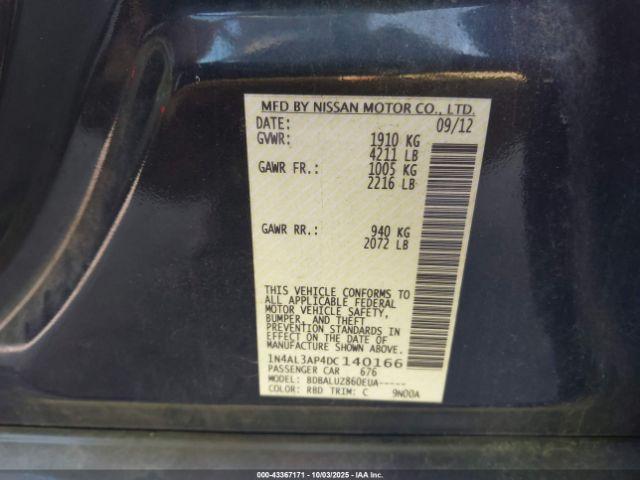 MFD BY NISSAN MOTOR CO., LTD.
DATE: 09/12
GVWR: 1910 KG
4211 LB
GAWR FR.: 1005 KG
2216 LB
GAWR RR.: 940 KG
2072 LB
THIS VEHICLE CONFORMS TO
ALL APPLICABLE FEDERAL
MOTOR VEHICLE SAFETY,
BUMPER, AND THEFT
PREVENTION STANDARDS IN
EFFECT ON THE DATE OF
MANUFACTURE SHOWN ABOVE.
1N4AL3AP4DC140166
PASSENGER CAR 676
MODEL: BDBALUZ860EUA-----
COLOR: RBD TRIM: C 9N00A
000-43367171 - 10/03/2025 - IAA Inc.